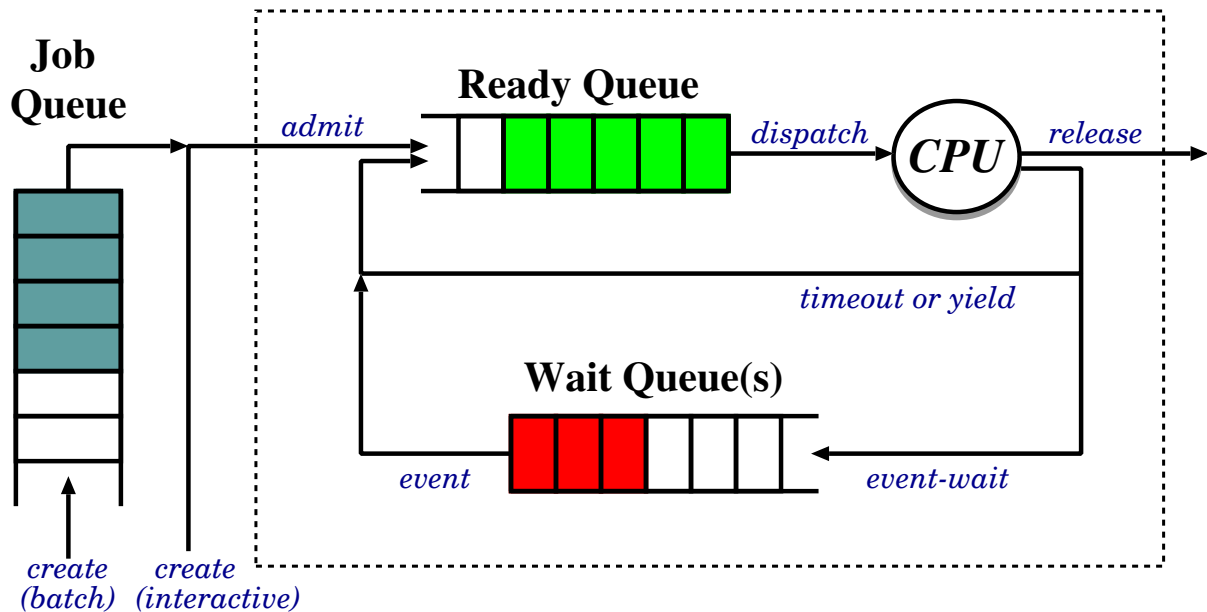 Job
Queue
Ready Queue
admit
dispatch
CPU
release
timeout or yield
Wait Queue(s)
event
event-wait
create
(batch)
create
(interactive)